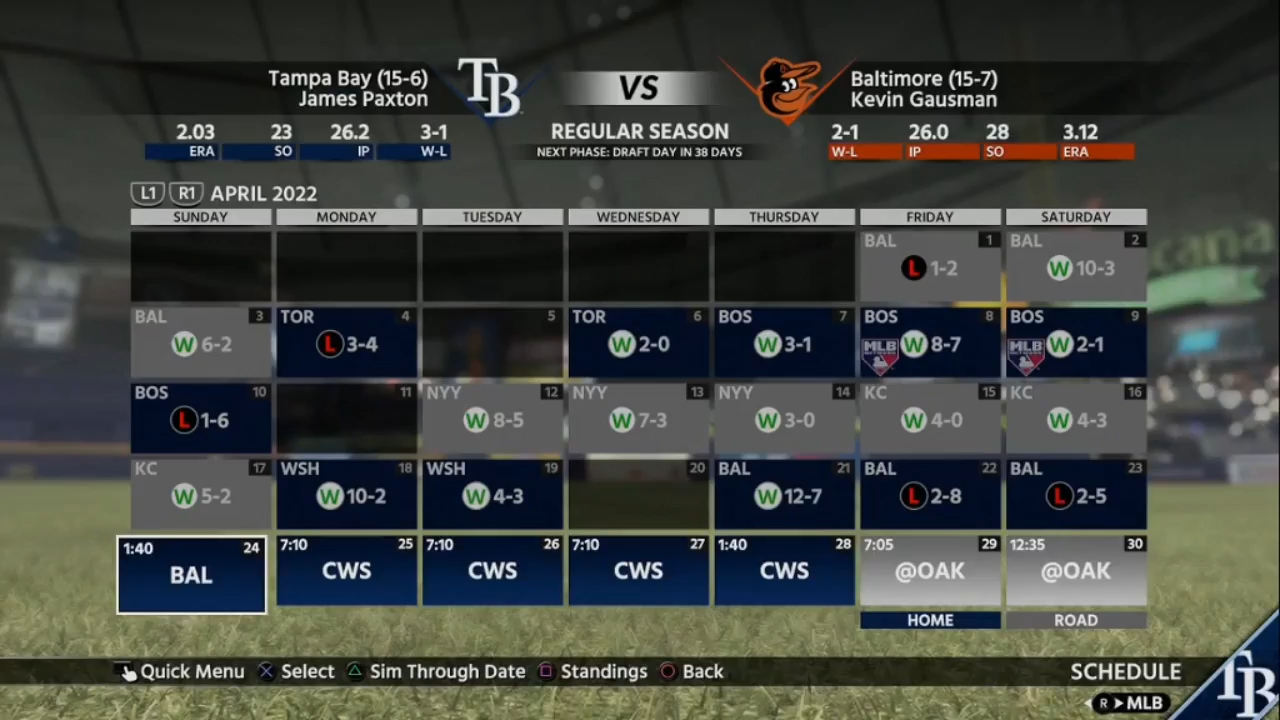 Tampa Bay (15-6)
James Paxton
TB
VS
Baltimore (15-7)
Kevin Gausman
2.03 23 26.2 3-1
ERA SO IP W-L
REGULAR SEASON
NEXT PHASE: DRAFT DAY IN 38 DAYS
2-1 26.0 28 3.12
W-L IP SO ERA
L1 R1 APRIL 2022
SUNDAY MONDAY TUESDAY WEDNESDAY THURSDAY FRIDAY SATURDAY
BAL 1 BAL 2
L 1-2 W 10-3
BAL 3 TOR 4 5 TOR 6 BOS 7 BOS 8 BOS 9
W 6-2 L 3-4 W 2-0 W 3-1 MLB W 8-7 MLB W 2-1
BOS 10 11 NYY 12 NYY 13 NYY 14 KC 15 KC 16
L 1-6 W 8-5 W 7-3 W 3-0 W 4-0 W 4-3
KC 17 WSH 18 WSH 19 20 BAL 21 BAL 22 BAL 23
W 5-2 W 10-2 W 4-3 W 12-7 L 2-8 L 2-5
1:40 24 7:10 25 7:10 26 7:10 27 1:40 28 7:05 29 12:35 30
BAL CWS CWS CWS CWS @OAK @OAK
HOME ROAD
Quick Menu Select Sim Through Date Standings Back
SCHEDULE
R MLB
TB